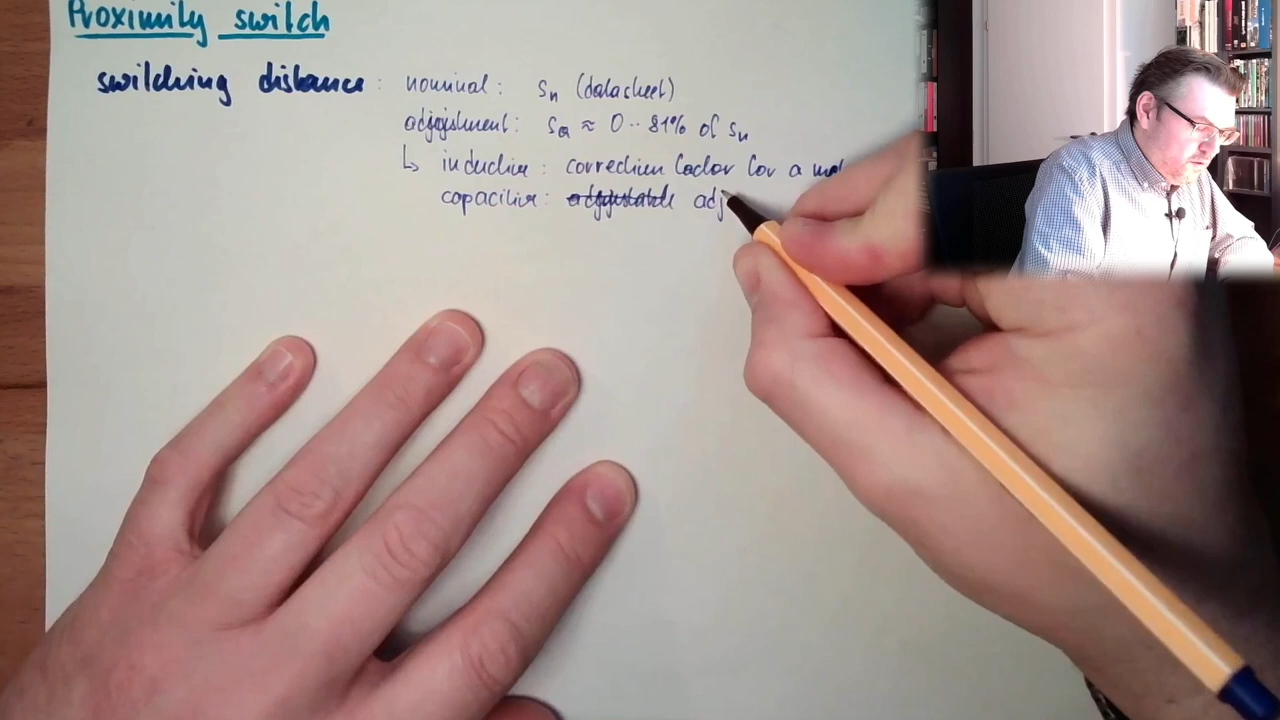 Proximity switch
switching distance: nominal: sn (datasheet)
adjustment: sa ≈ 0..81% of sn
↳ inductive: correction factor for a
capacitive: adjustable adj